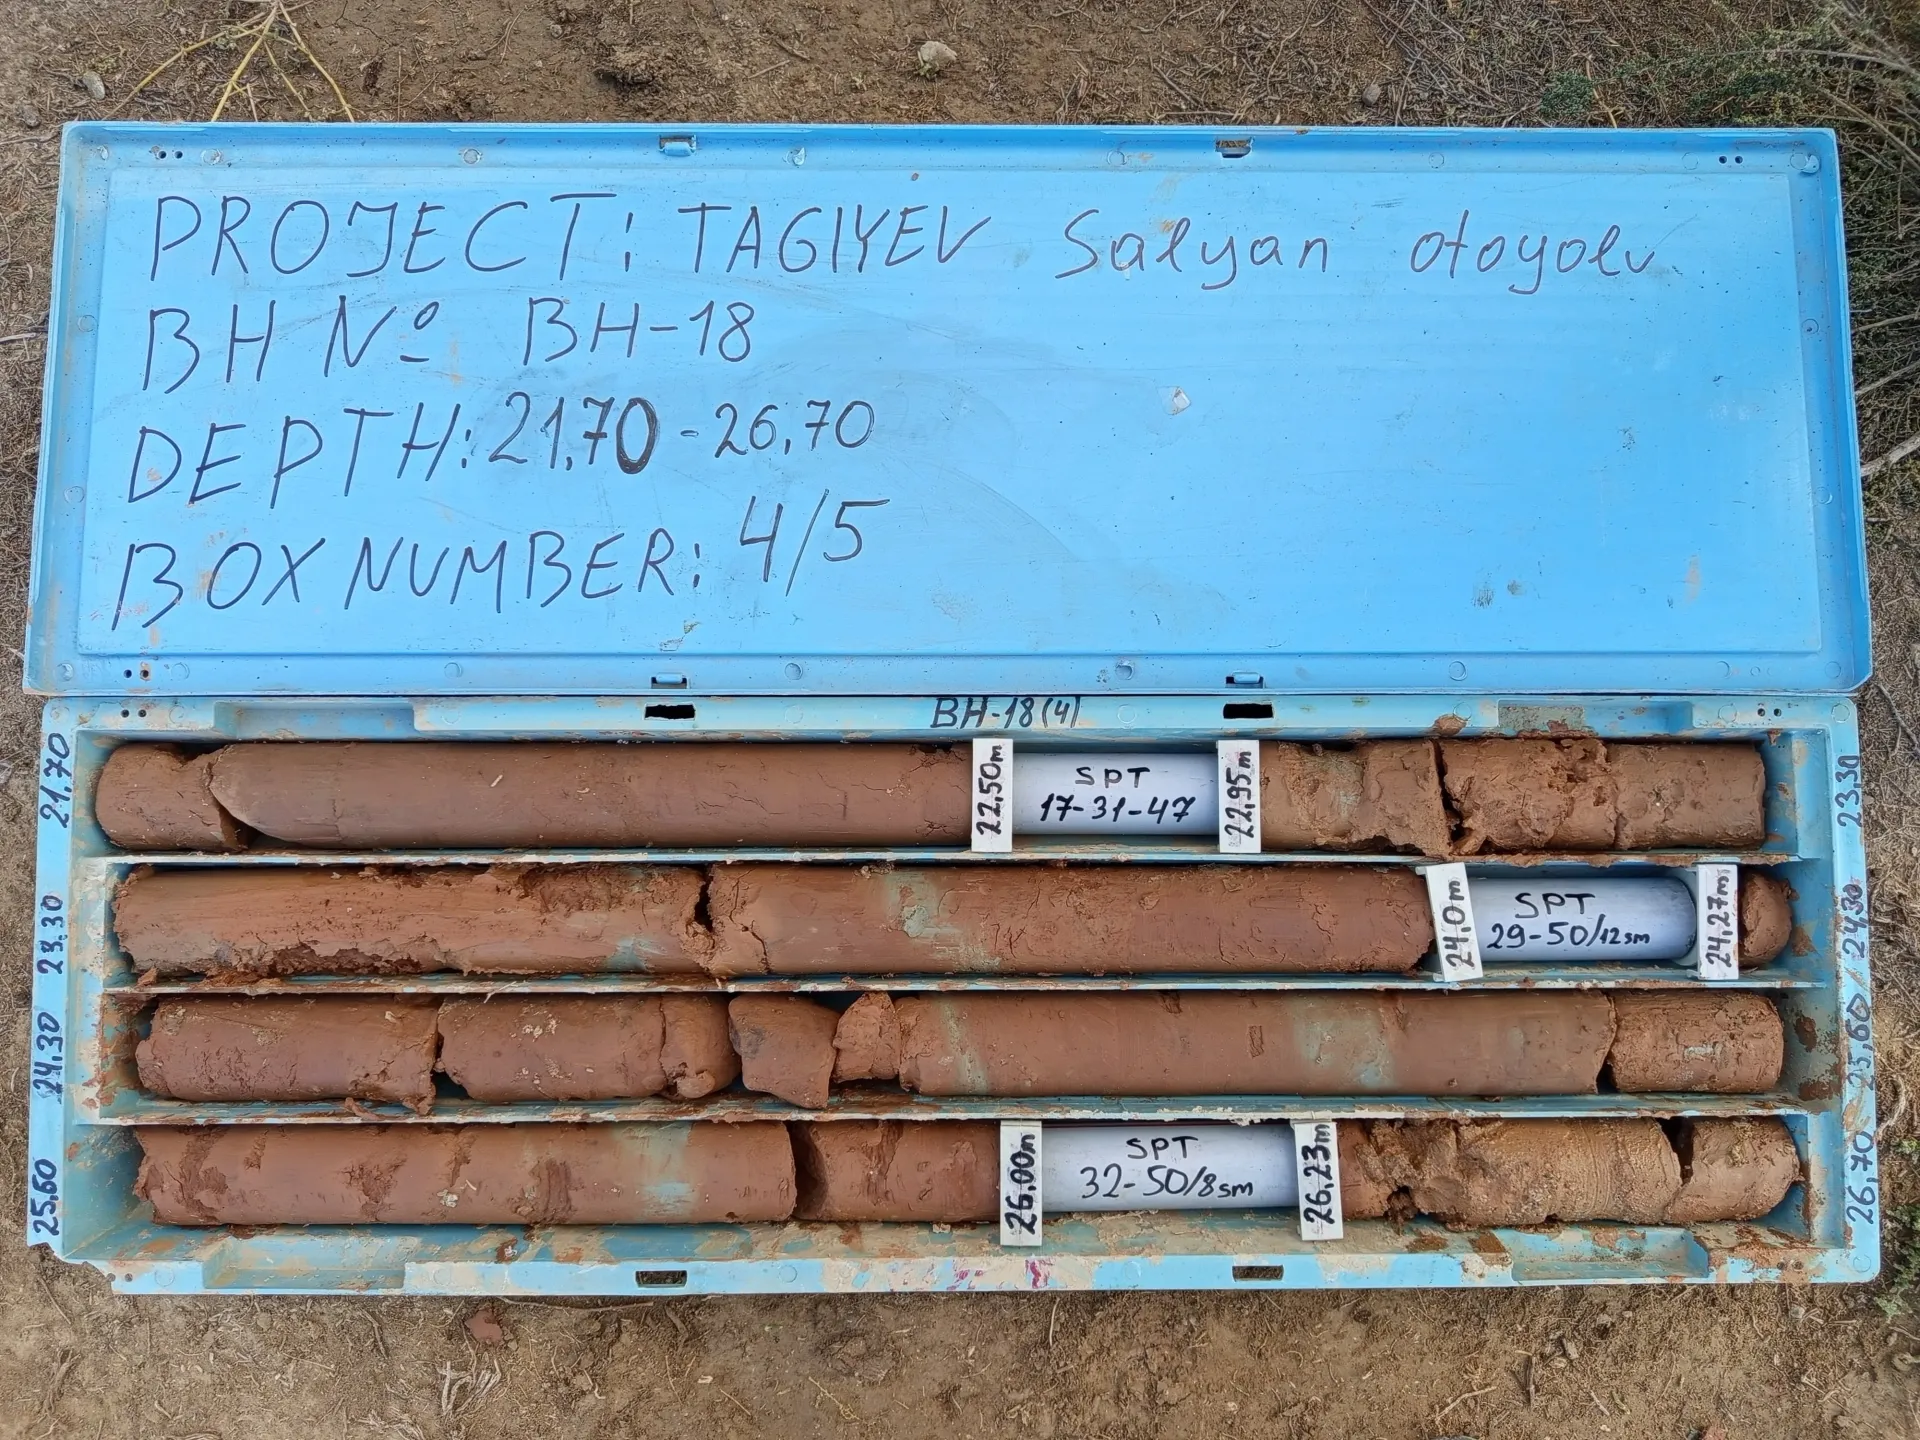 PROJECT: TAGIYEV Salyan otoyolu
BH Nº BH-18
DEPTH: 21,70 - 26,70
BOX NUMBER: 4/5
BH-18(4)
21,70
22,50m
SPT
17-31-47
22,95m
23,30
23.30
24,0m
SPT
29-50/12sm
24,27m
24,30
24,30
25,60
25,60
26,00m
SPT
32-50/8sm
26,23m
26,70